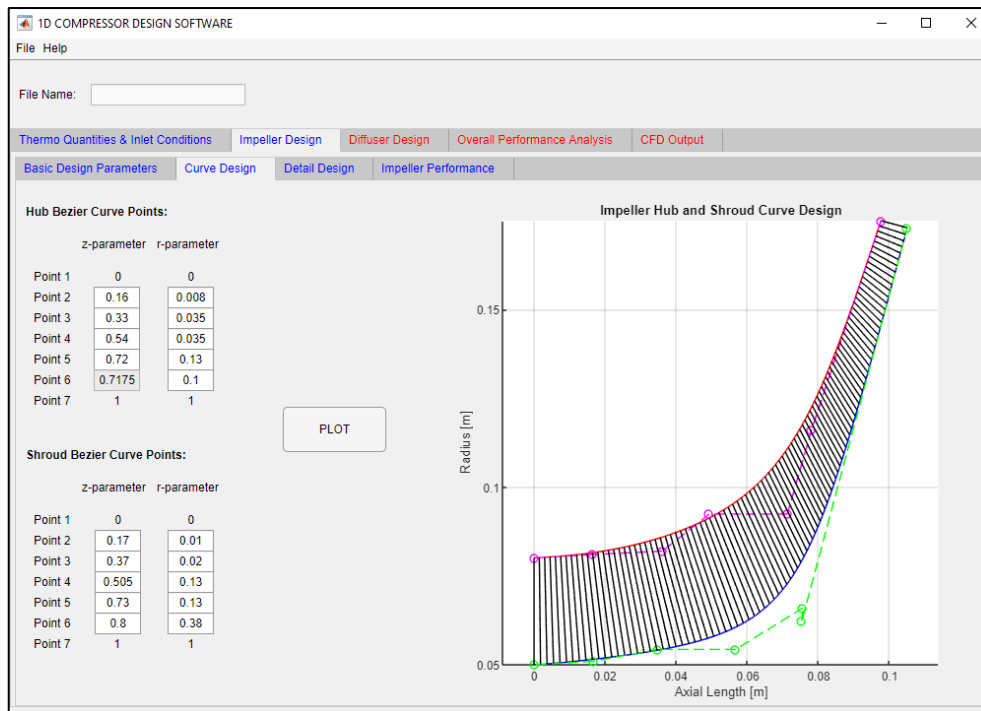 1D COMPRESSOR DESIGN SOFTWARE
File Help
File Name:
Thermo Quantities & Inlet Conditions Impeller Design Diffuser Design Overall Performance Analysis CFD Output
Basic Design Parameters Curve Design Detail Design Impeller Performance
Hub Bezier Curve Points:
z-parameter r-parameter
Point 1 0 0
Point 2 0.16 0.008
Point 3 0.33 0.035
Point 4 0.54 0.035
Point 5 0.72 0.13
Point 6 0.7175 0.1
Point 7 1 1
PLOT
Shroud Bezier Curve Points:
z-parameter r-parameter
Point 1 0 0
Point 2 0.17 0.01
Point 3 0.37 0.02
Point 4 0.505 0.13
Point 5 0.73 0.13
Point 6 0.8 0.38
Point 7 1 1
Impeller Hub and Shroud Curve Design
Radius [m]
0.15
0.1
0.05
0 0.02 0.04 0.06 0.08 0.1
Axial Length [m]